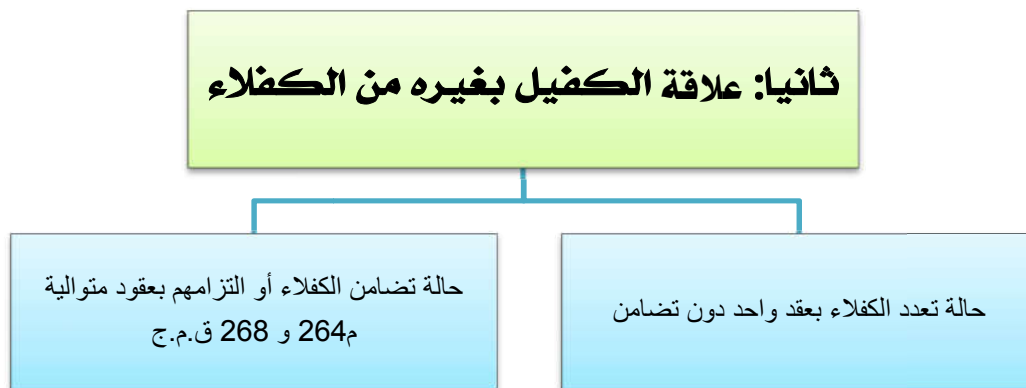 ثانيا: علاقة الكفيل بغيره من الكفلاء
حالة تعدد الكفلاء بعقد واحد دون تضامن
حالة تضامن الكفلاء أو التزامهم بعقود متوالية
م264 و 268 ق.م.ج